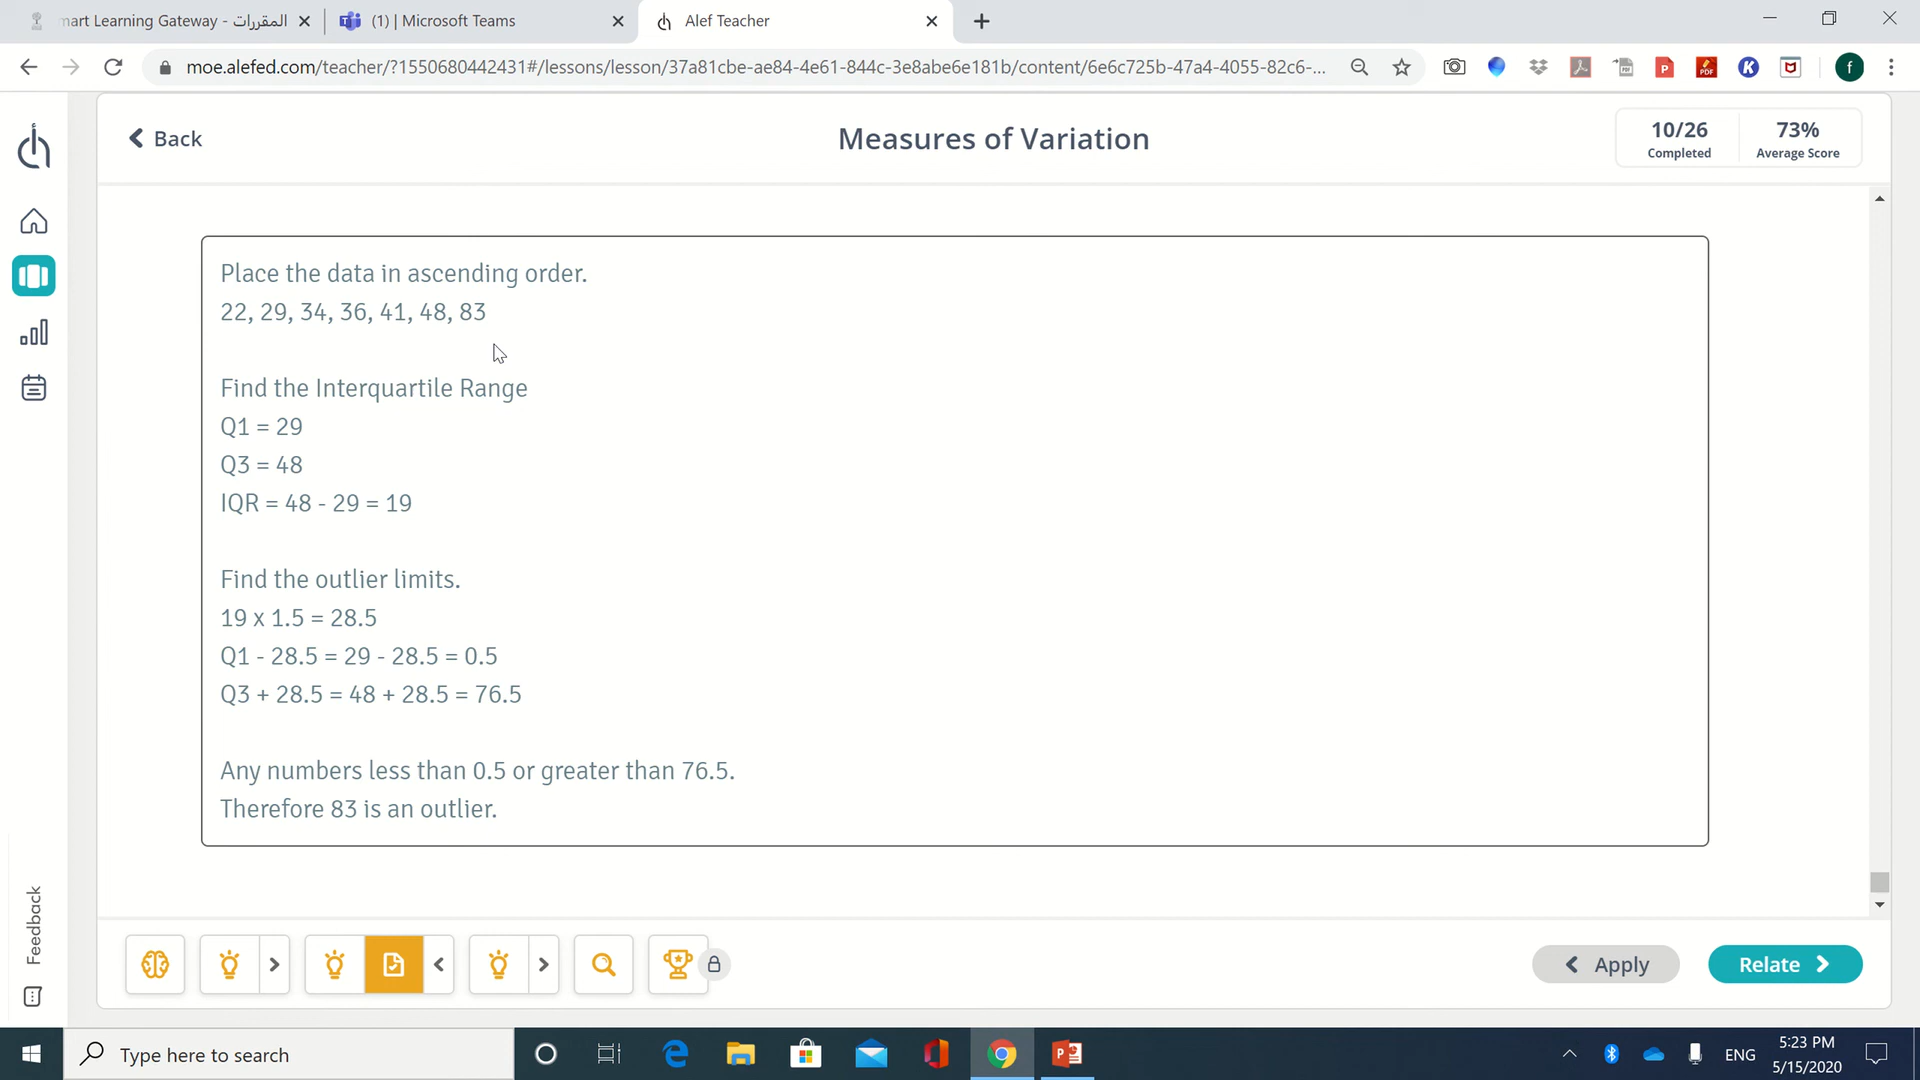 mart Learning Gateway - المقررات
(1) | Microsoft Teams
Alef Teacher
moe.alefed.com/teacher/?1550680442431#/lessons/lesson/37a81cbe-ae84-4e61-844c-3e8abe6e181b/content/6e6c725b-47a4-4055-82c6-...
f
Back
Measures of Variation
10/26
Completed
73%
Average Score
Place the data in ascending order.
22, 29, 34, 36, 41, 48, 83
Find the Interquartile Range
Q1 = 29
Q3 = 48
IQR = 48 - 29 = 19
Find the outlier limits.
19 x 1.5 = 28.5
Q1 - 28.5 = 29 - 28.5 = 0.5
Q3 + 28.5 = 48 + 28.5 = 76.5
Any numbers less than 0.5 or greater than 76.5.
Therefore 83 is an outlier.
Feedback
Apply
Relate
Type here to search
ENG
5:23 PM
5/15/2020